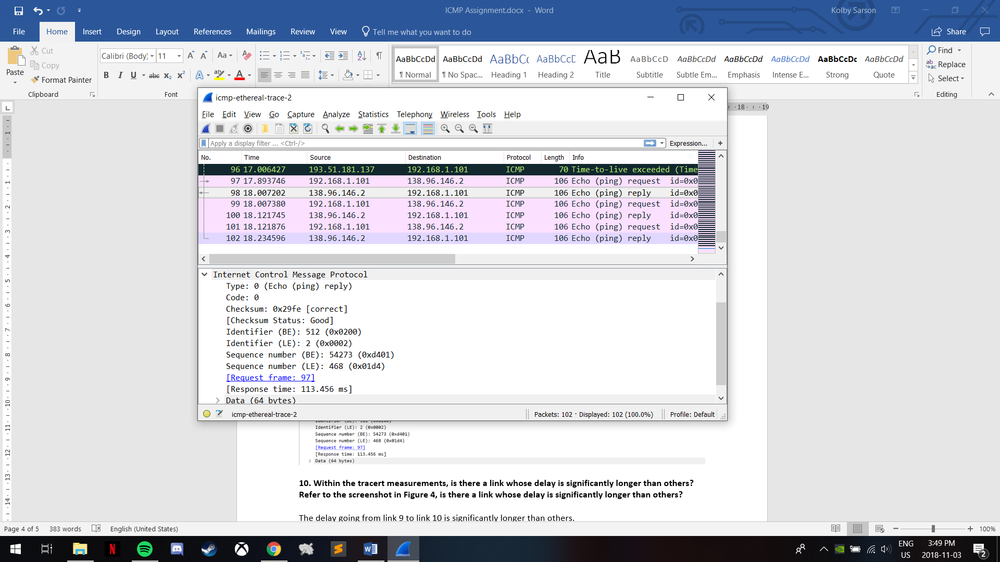 ICMP Assignment.docx - Word
Kolby Sarson
File Home Insert Design Layout References Mailings Review View Tell me what you want to do
Share
Paste
Cut
Copy
Format Painter
Clipboard
Calibri (Body) 11
Aa
B I U abc X2 X2
A A
Font
AaBbCcDd AaBbCcDd AaBbCc AaBbCcD AaB AaBbCcD AaBbCcDd AaBbCcDd AaBbCcDd AaBbCcDc AaBbCcDd
¶ Normal ¶ No Spac... Heading 1 Heading 2 Title Subtitle Subtle Em... Emphasis Intense E... Strong Quote
Find
Replace
Select
Editing
icmp-ethereal-trace-2
File Edit View Go Capture Analyze Statistics Telephony Wireless Tools Help
Apply a display filter ... <Ctrl-/>
Expression... +
No. Time Source Destination Protocol Length Info
96 17.006427 193.51.181.137 192.168.1.101 ICMP 70 Time-to-live exceeded (Time
97 17.893746 192.168.1.101 138.96.146.2 ICMP 106 Echo (ping) request id=0x0
98 18.007202 138.96.146.2 192.168.1.101 ICMP 106 Echo (ping) reply id=0x0
99 18.007380 192.168.1.101 138.96.146.2 ICMP 106 Echo (ping) request id=0x0
100 18.121745 138.96.146.2 192.168.1.101 ICMP 106 Echo (ping) reply id=0x0
101 18.121876 192.168.1.101 138.96.146.2 ICMP 106 Echo (ping) request id=0x0
102 18.234596 138.96.146.2 192.168.1.101 ICMP 106 Echo (ping) reply id=0x0
Internet Control Message Protocol
Type: 0 (Echo (ping) reply)
Code: 0
Checksum: 0x29fe [correct]
[Checksum Status: Good]
Identifier (BE): 512 (0x0200)
Identifier (LE): 2 (0x0002)
Sequence number (BE): 54273 (0xd401)
Sequence number (LE): 468 (0x01d4)
[Request frame: 97]
[Response time: 113.456 ms]
Data (64 bytes)
icmp-ethereal-trace-2
Packets: 102 · Displayed: 102 (100.0%)
Profile: Default
Identifier (BE): 512 (0x0200)
Identifier (LE): 2 (0x0002)
Sequence number (BE): 54273 (0xd401)
Sequence number (LE): 468 (0x01d4)
[Request frame: 97]
[Response time: 113.456 ms]
Data (64 bytes)
10. Within the tracert measurements, is there a link whose delay is significantly longer than others?
Refer to the screenshot in Figure 4, is there a link whose delay is significantly longer than others?
The delay going from link 9 to link 10 is significantly longer than others.
Page 4 of 5 383 words English (United States)
100%
ENG
US
3:49 PM
2018-11-03
2